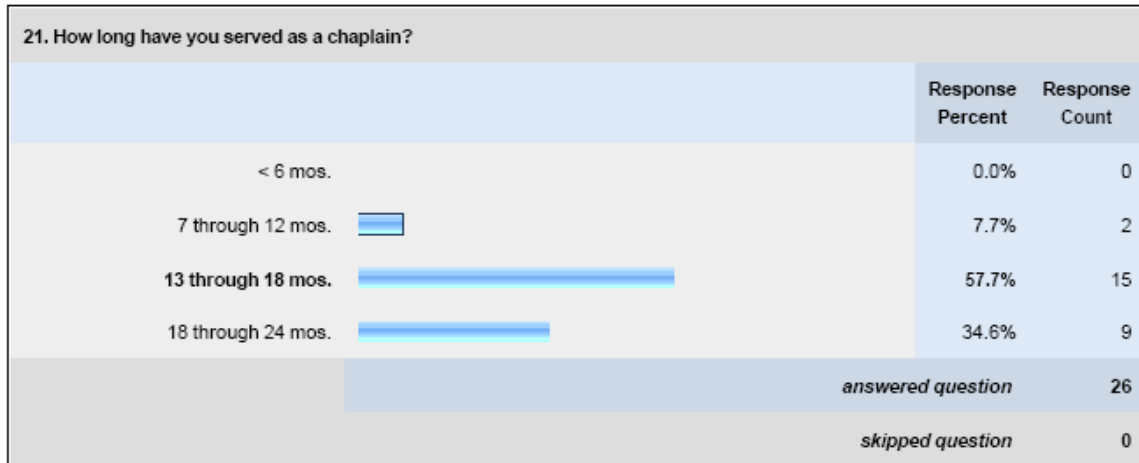 21. How long have you served as a chaplain?
Response Percent Response Count
< 6 mos. 0.0% 0
7 through 12 mos. 7.7% 2
13 through 18 mos. 57.7% 15
18 through 24 mos. 34.6% 9
answered question 26
skipped question 0